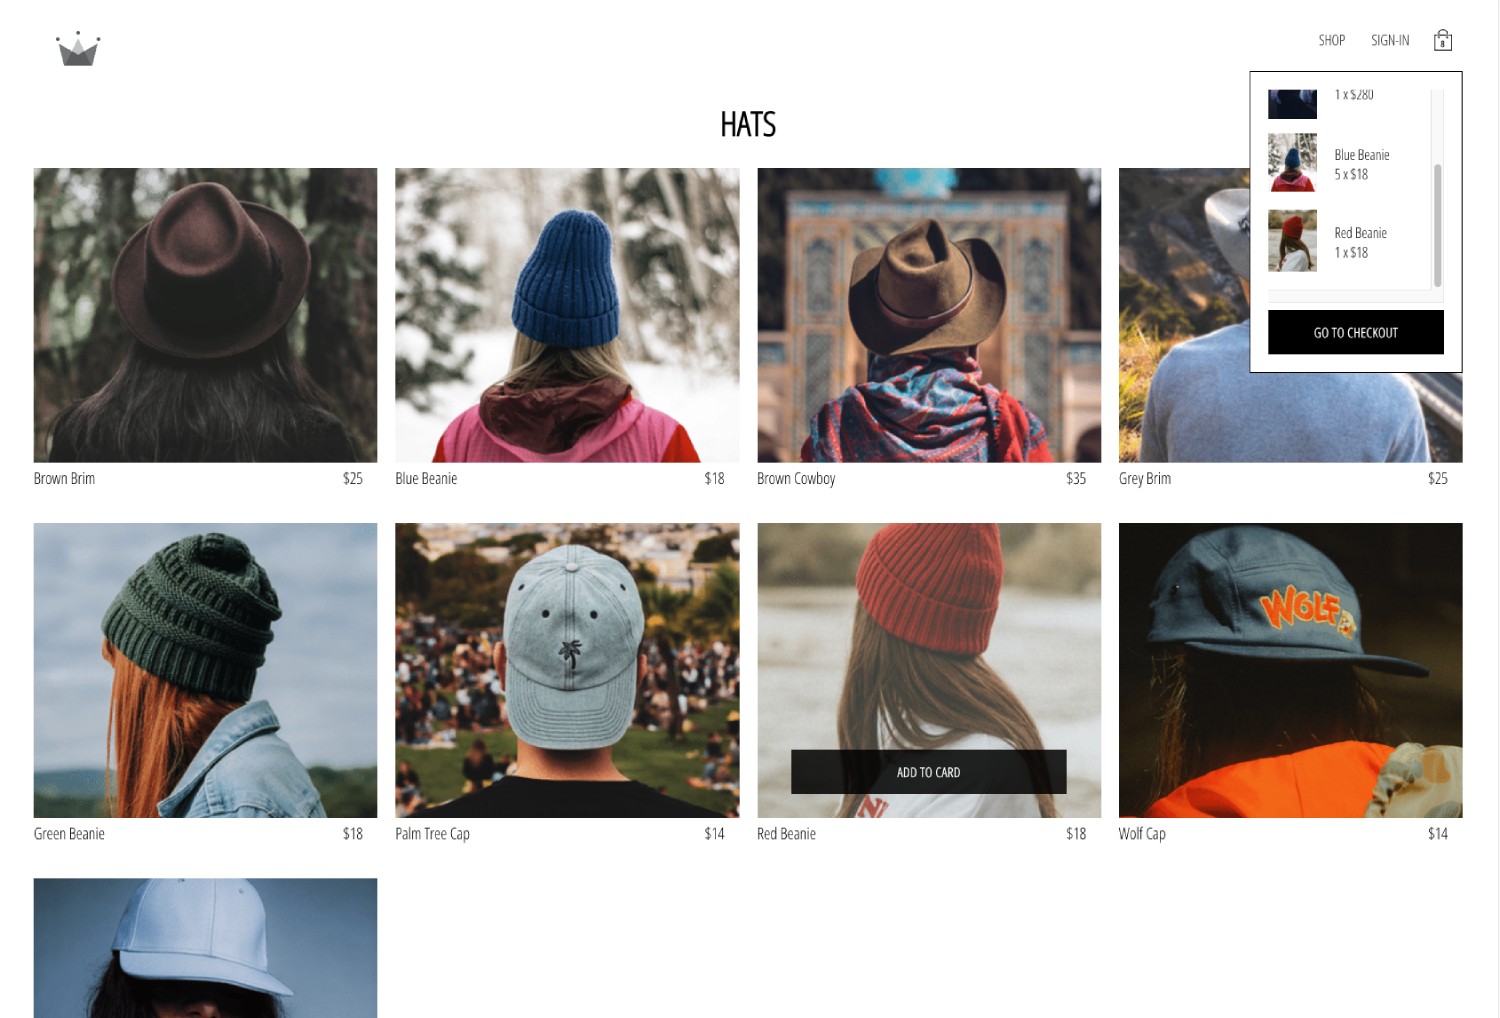 SHOP SIGN-IN
8
1 x $280
HATS
Blue Beanie
5 x $18
Red Beanie
1 x $18
GO TO CHECKOUT
Brown Brim $25
Blue Beanie $18
Brown Cowboy $35
Grey Brim $25
WOLF
ADD TO CARD
Green Beanie $18
Palm Tree Cap $14
Red Beanie $18
Wolf Cap $14